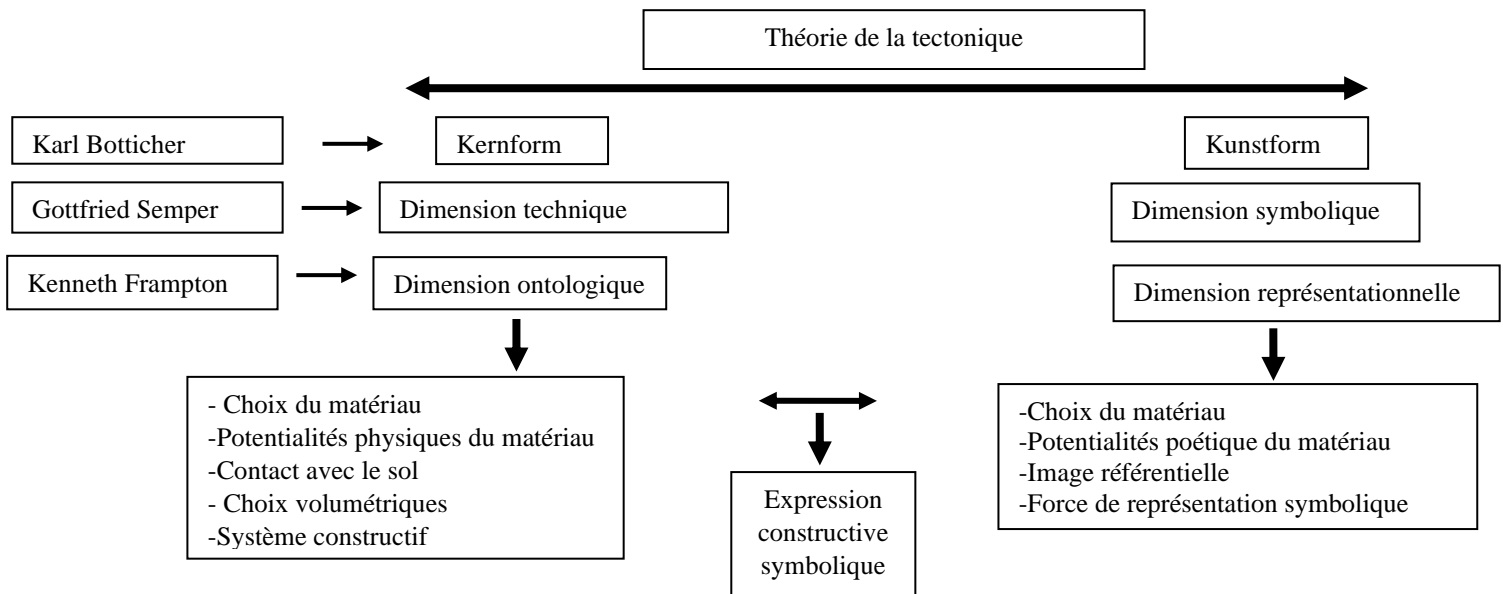 Théorie de la tectonique
Karl Botticher
Kernform
Kunstform
Gottfried Semper
Dimension technique
Dimension symbolique
Kenneth Frampton
Dimension ontologique
Dimension représentationnelle
- Choix du matériau
-Potentialités physiques du matériau
-Contact avec le sol
- Choix volumétriques
-Système constructif
Expression
constructive
symbolique
-Choix du matériau
-Potentialités poétique du matériau
-Image référentielle
-Force de représentation symbolique